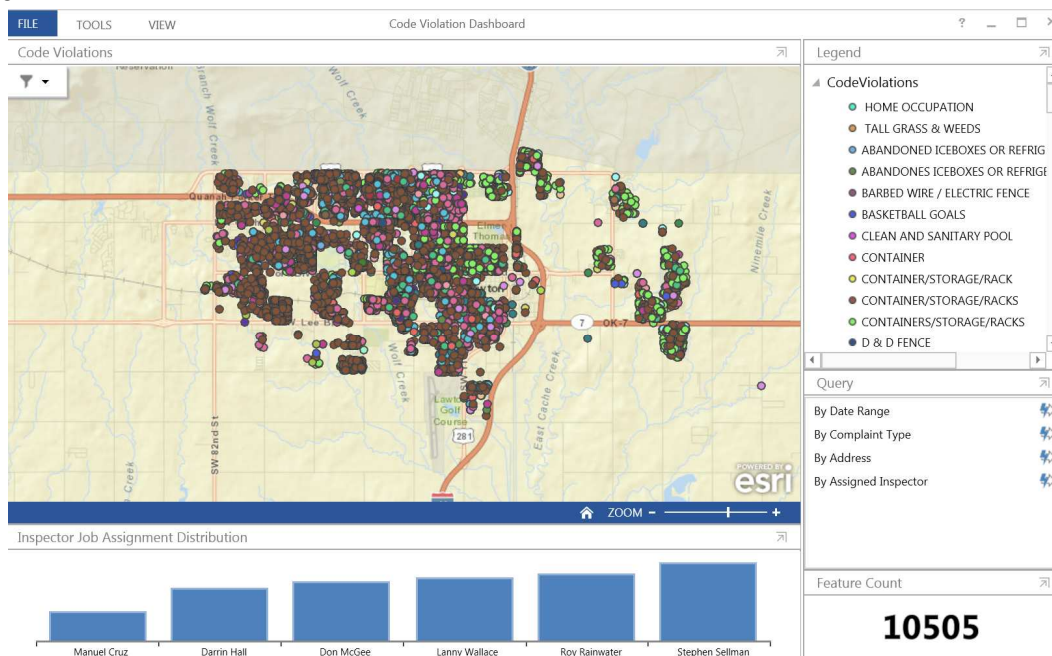 FILE TOOLS VIEW Code Violation Dashboard ?
Code Violations
Branch Wolf Creek
Wolf Creek
Ninemile Creek
Elmer
Thomas
7 OK-7
Wolf Creek
Lawton
Golf
Course
281
East Cache Creek
SW 82nd St
Creek
POWERED BY
esri
ZOOM - +
Inspector Job Assignment Distribution
Manuel Cruz Darrin Hall Don McGee Lanny Wallace Roy Rainwater Stephen Sellman
Legend
CodeViolations
HOME OCCUPATION
TALL GRASS & WEEDS
ABANDONED ICEBOXES OR REFRIG
ABANDONES ICEBOXES OR REFRIGE
BARBED WIRE / ELECTRIC FENCE
BASKETBALL GOALS
CLEAN AND SANITARY POOL
CONTAINER
CONTAINER/STORAGE/RACK
CONTAINER/STORAGE/RACKS
CONTAINERS/STORAGE/RACKS
D & D FENCE
Query
By Date Range
By Complaint Type
By Address
By Assigned Inspector
Feature Count
10505